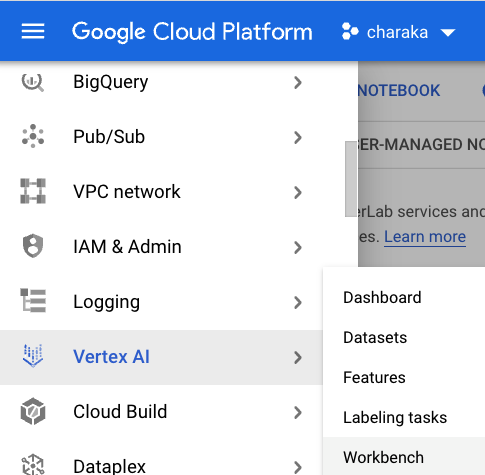 Google Cloud Platform
charaka
BigQuery
Pub/Sub
VPC network
IAM & Admin
Logging
Vertex AI
Cloud Build
Dataplex
NOTEBOOK
SER-MANAGED NO
erLab services and
es. Learn more
Dashboard
Datasets
Features
Labeling tasks
Workbench